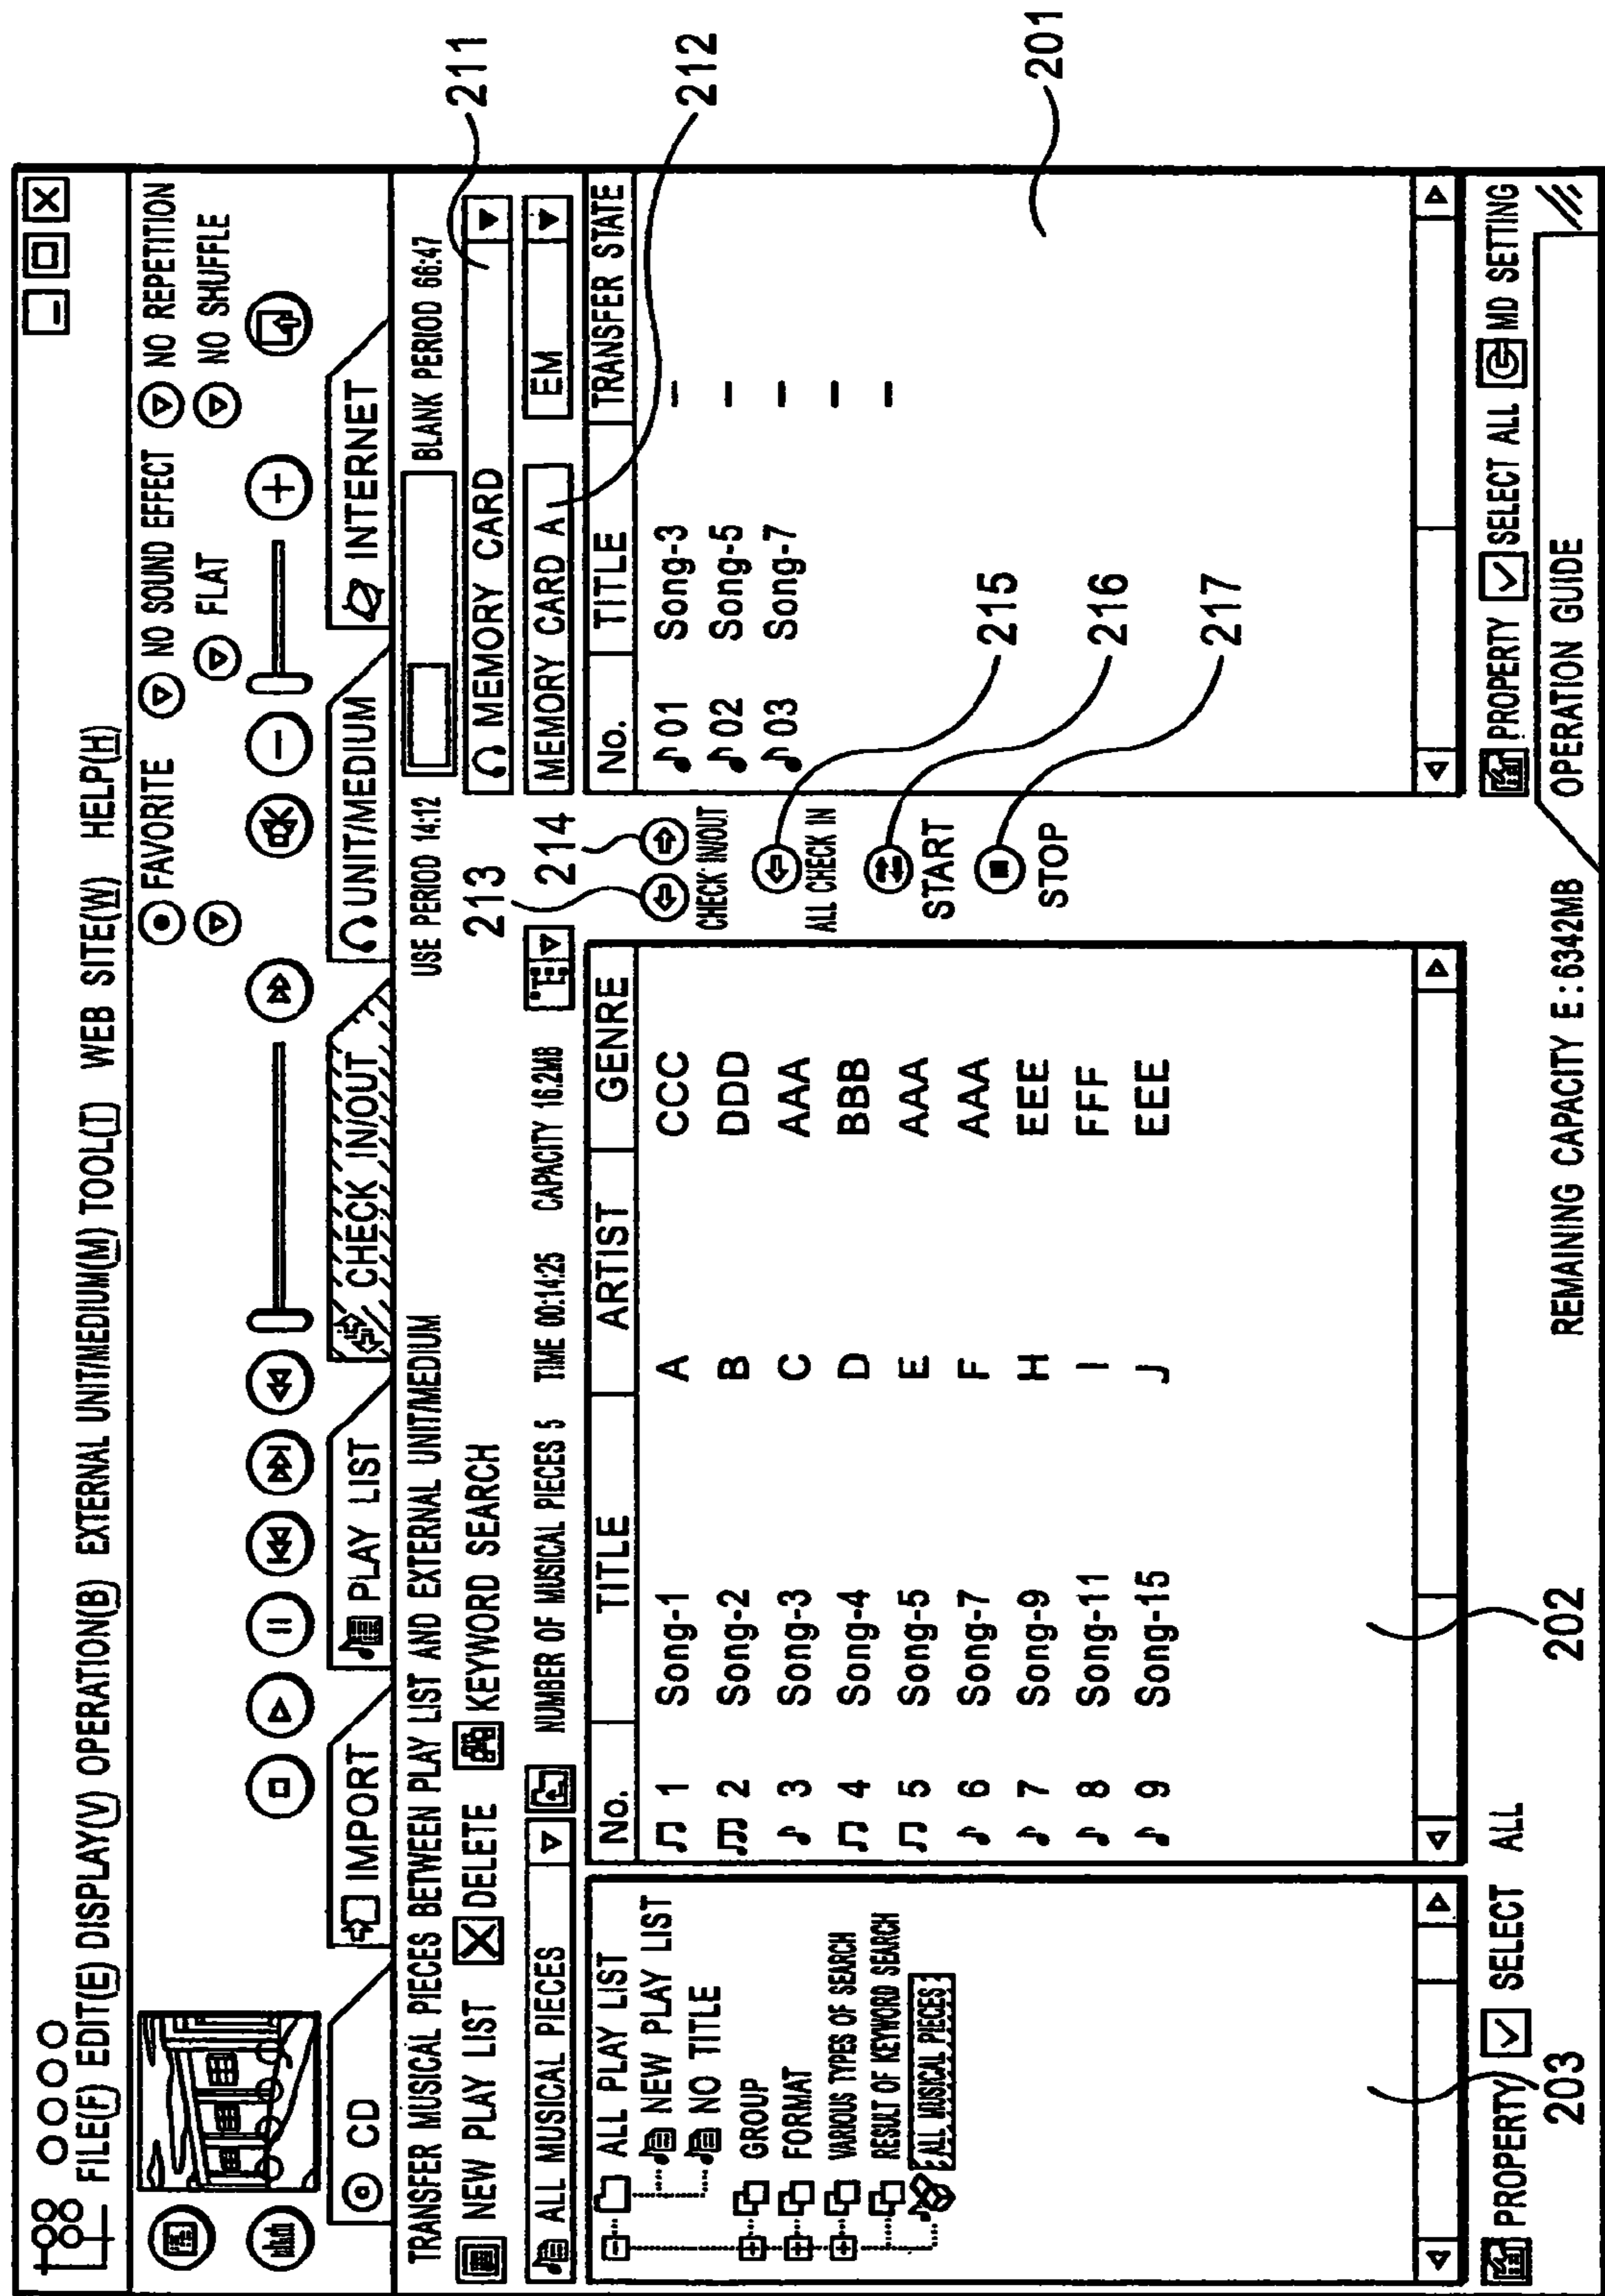 FILE(F) EDIT(E) DISPLAY(V) OPERATION(B) EXTERNAL UNIT/MEDIUM(M) TOOL(T) WEB SITE(W) HELP(H)
FAVORITE NO SOUND EFFECT NO REPETITION
FLAT NO SHUFFLE
CD IMPORT PLAY LIST CHECK IN/OUT UNIT/MEDIUM INTERNET
TRANSFER MUSICAL PIECES BETWEEN PLAY LIST AND EXTERNAL UNIT/MEDIUM USE PERIOD 14:12 BLANK PERIOD 66:47
NEW PLAY LIST DELETE KEYWORD SEARCH MEMORY CARD
211
213
ALL MUSICAL PIECES NUMBER OF MUSICAL PIECES 5 TIME 00:14:25 CAPACITY 16.2MB MEMORY CARD A EM
214
212
ALL PLAY LIST
NEW PLAY LIST
NO TITLE
GROUP
FORMAT
VARIOUS TYPES OF SEARCH
RESULT OF KEYWORD SEARCH
ALL MUSICAL PIECES
No. TITLE ARTIST GENRE
1 Song-1 A CCC
2 Song-2 B DDD
3 Song-3 C AAA
4 Song-4 D BBB
5 Song-5 E AAA
6 Song-7 F AAA
7 Song-9 H EEE
8 Song-11 I FFF
9 Song-15 J EEE
CHECK IN/OUT
ALL CHECK IN
START
STOP
No. TITLE TRANSFER STATE
01 Song-3 –
02 Song-5 –
03 Song-7 –
–
–
215
216
217
201
PROPERTY SELECT ALL
PROPERTY SELECT ALL MD SETTING
REMAINING CAPACITY E:6342MB OPERATION GUIDE
203
202